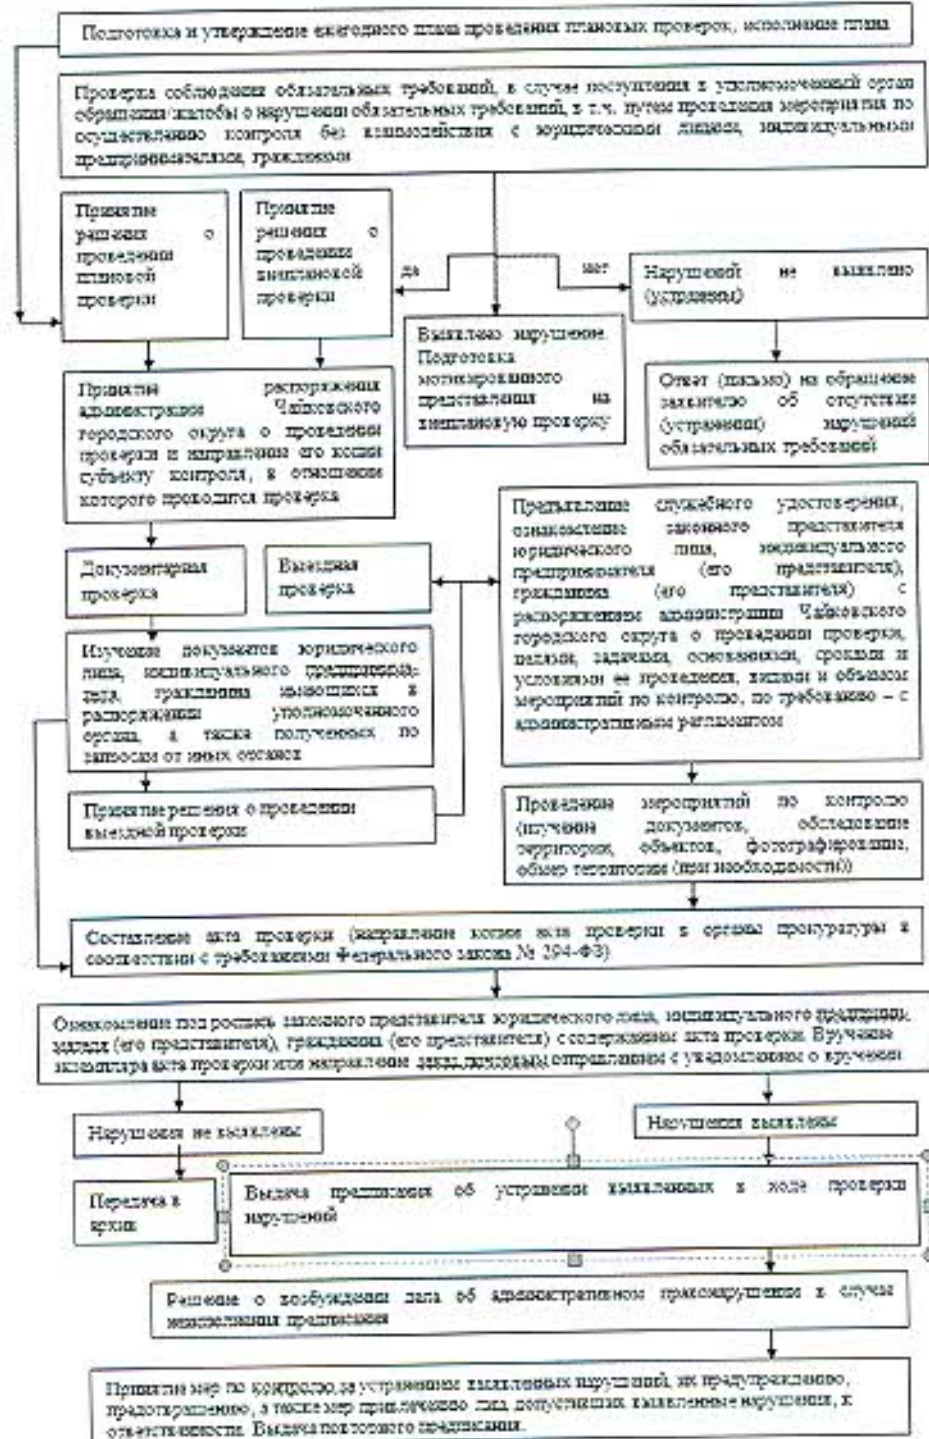 Подготовка и утверждение ежегодного плана проведения плановых проверок, исполнение плана
Проверка соблюдения обязательных требований, в случае поступления в уполномоченный орган
обращения/жалобы о нарушении обязательных требований, в т.ч. путем проведения мероприятия по
осуществлению контроля без взаимодействия с юридическими лицами, индивидуальными
предпринимателями, гражданами
Принятие
решения о
проведении
плановой
проверки
Принятие
решения о
проведении
внеплановой
проверки
да
нет
Нарушений не выявлено
(устранены)
Выявлено нарушение.
Подготовка
мотивированного
представления на
внеплановую проверку
Ответ (письмо) на обращение
заявителю об отсутствии
(устранении) нарушений
обязательных требований
Принятие распоряжения
администрации Чайковского
городского округа о проведении
проверки и направление его копии
субъекту контроля, в отношении
которого проводится проверка
Документарная
проверка
Выездная
проверка
Предъявление служебного удостоверения,
ознакомление законного представителя
юридического лица, индивидуального
предпринимателя (его представителя),
гражданина (его представителя) с
распоряжением администрации Чайковского
городского округа о проведении проверки,
целями, задачами, основаниями, сроками и
условиями ее проведения, видами и объемом
мероприятий по контролю, по требованию – с
административным регламентом
Изучение документов юридического
лица, индивидуального предпринима-
теля, гражданина имеющихся в
распоряжении уполномоченного
органа, а также полученных по
запросам от иных органов
Принятие решения о проведении
выездной проверки
Проведение мероприятий по контролю
(изучение документов, обследование
территории, объектов, фотографирование,
обмер территории (при необходимости))
Составление акта проверки (направление копии акта проверки в органы прокуратуры в
соответствии с требованиями Федерального закона № 294-ФЗ)
Ознакомление под роспись законного представителя юридического лица, индивидуального предприни
мателя (его представителя), гражданина (его представителя) с содержанием акта проверки. Вручение
экземпляра акта проверки или направление заказ.почтовым отправлением с уведомлением о вручении
Нарушения не выявлены
Нарушения выявлены
Передача в
архив
Выдача предписания об устранении выявленных в ходе проверки
нарушений
Решение о возбуждении дела об административном правонарушении в случае
неисполнения предписания
Принятие мер по контролю за устранением выявленных нарушений, их предупреждению,
предотвращению, а также мер привлечению лиц, допустивших выявленные нарушения, к
ответственности. Выдача повторного предписания.